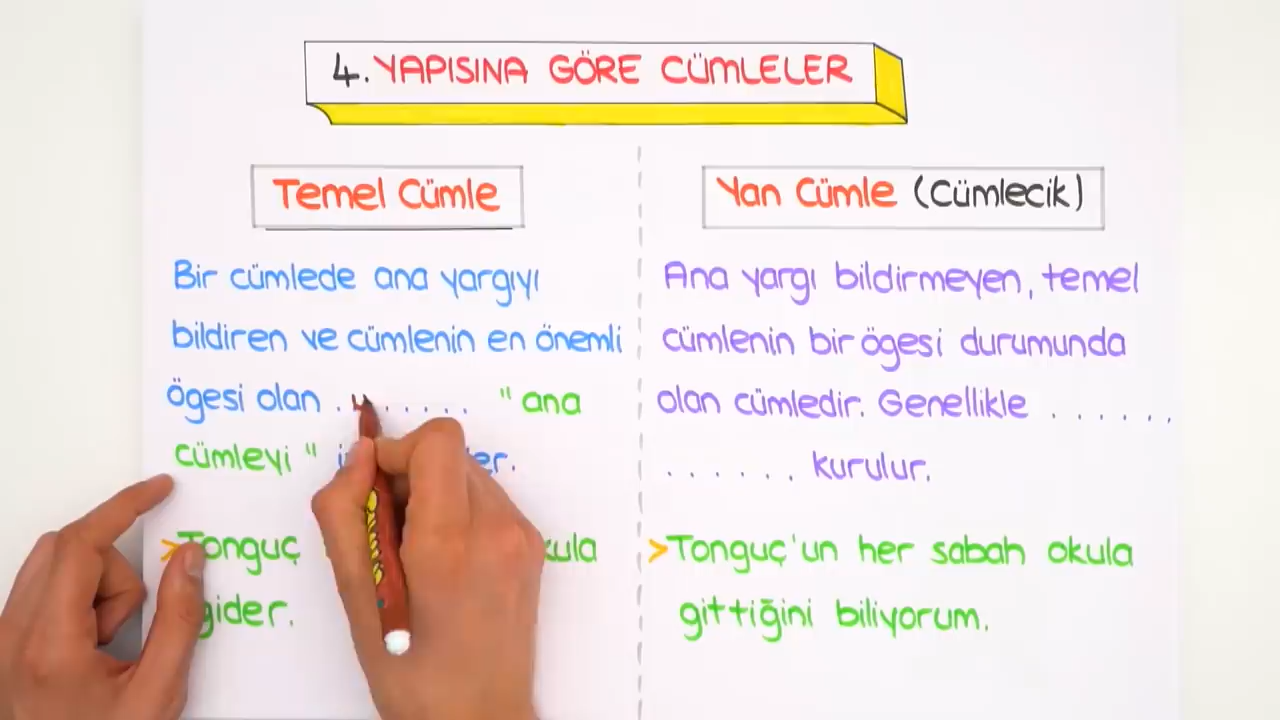 4. YAPISINA GÖRE CÜMLELER
Temel Cümle
Bir cümlede ana yargıyı
bildiren ve cümlenin en önemli
ögesi olan . . . . . . " ana
cümleyi "
Tonguç
gider.
Yan Cümle (Cümlecik)
Ana yargı bildirmeyen, temel
cümlenin bir ögesi durumunda
olan cümledir. Genellikle . . . . . .
. . . . . . kurulur.
>Tonguç'un her sabah okula
gittiğini biliyorum.